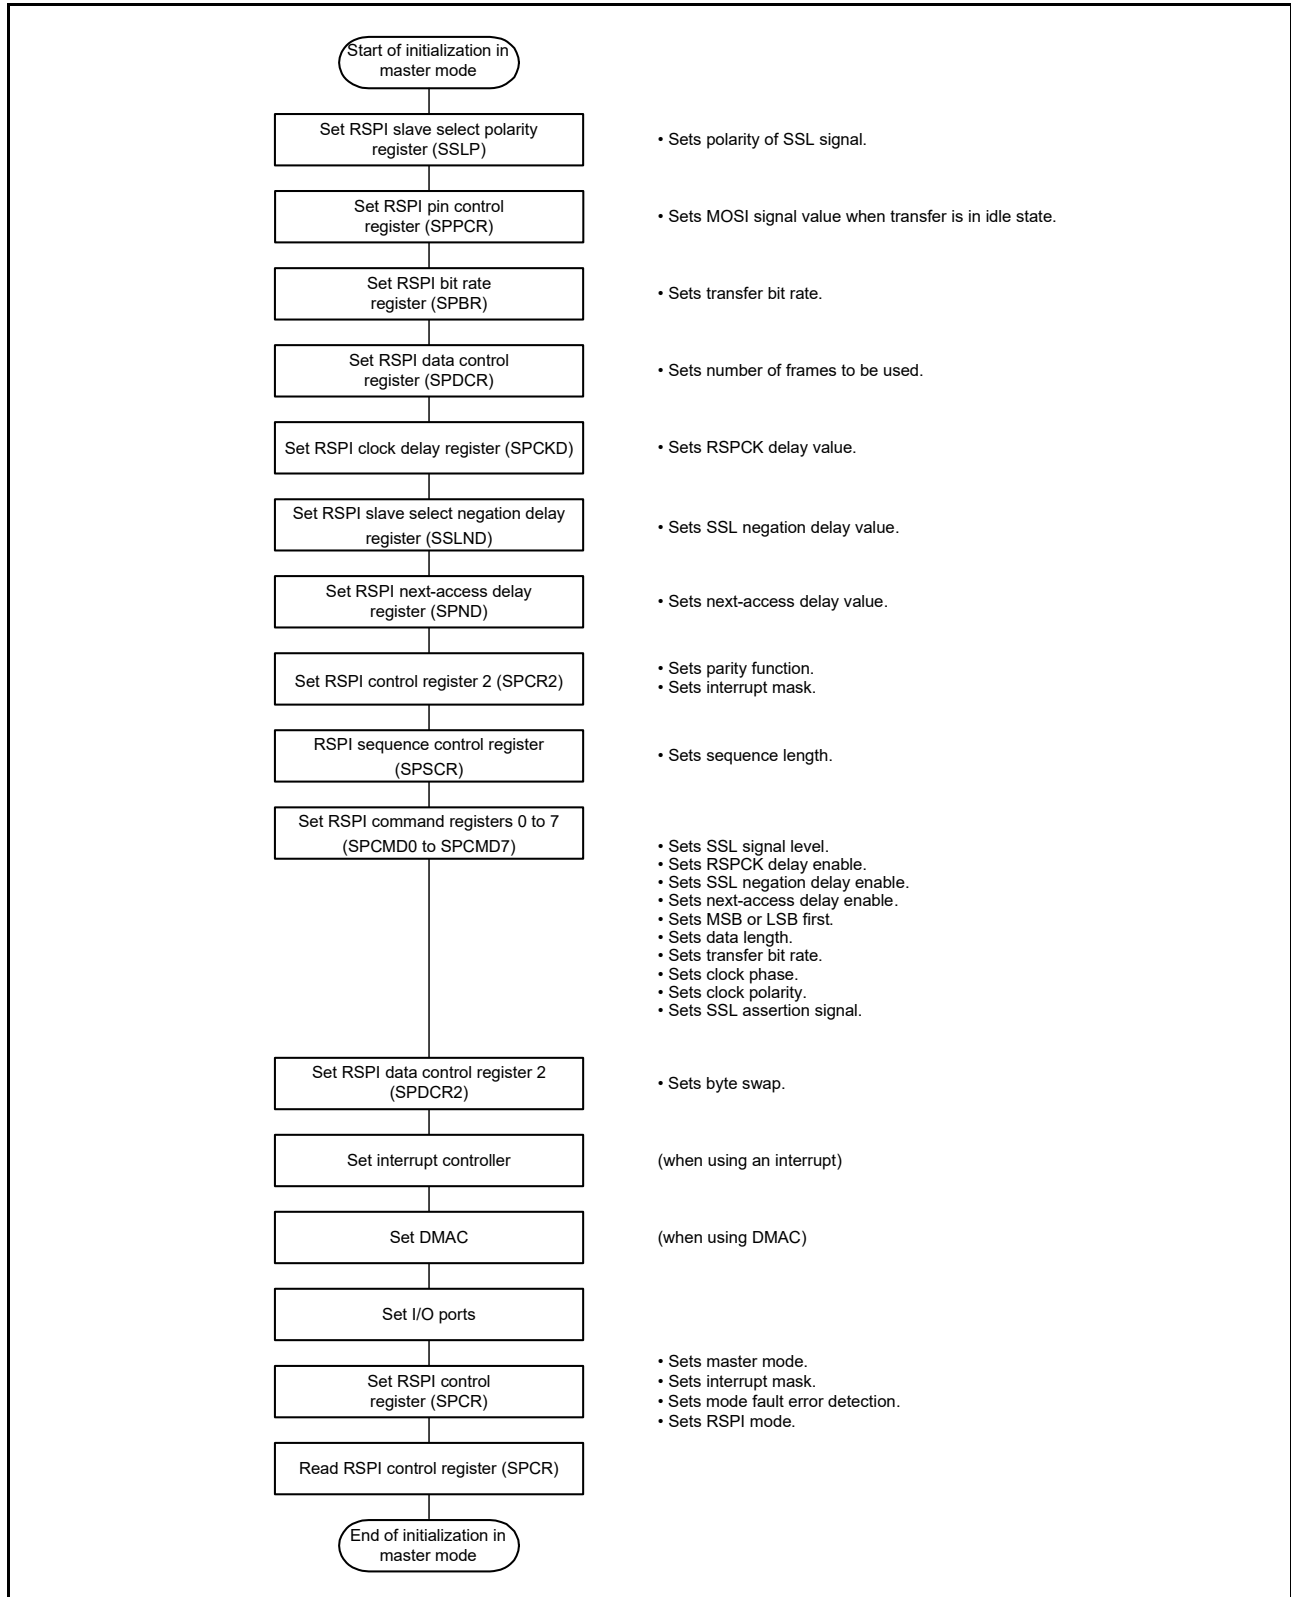 Start of initialization in
master mode
Set RSPI slave select polarity
register (SSLP)
• Sets polarity of SSL signal.
Set RSPI pin control
register (SPPCR)
• Sets MOSI signal value when transfer is in idle state.
Set RSPI bit rate
register (SPBR)
• Sets transfer bit rate.
Set RSPI data control
register (SPDCR)
• Sets number of frames to be used.
Set RSPI clock delay register (SPCKD)
• Sets RSPCK delay value.
Set RSPI slave select negation delay
register (SSLND)
• Sets SSL negation delay value.
Set RSPI next-access delay
register (SPND)
• Sets next-access delay value.
Set RSPI control register 2 (SPCR2)
• Sets parity function.
• Sets interrupt mask.
RSPI sequence control register
(SPSCR)
• Sets sequence length.
Set RSPI command registers 0 to 7
(SPCMD0 to SPCMD7)
• Sets SSL signal level.
• Sets RSPCK delay enable.
• Sets SSL negation delay enable.
• Sets next-access delay enable.
• Sets MSB or LSB first.
• Sets data length.
• Sets transfer bit rate.
• Sets clock phase.
• Sets clock polarity.
• Sets SSL assertion signal.
Set RSPI data control register 2
(SPDCR2)
• Sets byte swap.
Set interrupt controller
(when using an interrupt)
Set DMAC
(when using DMAC)
Set I/O ports
Set RSPI control
register (SPCR)
• Sets master mode.
• Sets interrupt mask.
• Sets mode fault error detection.
• Sets RSPI mode.
Read RSPI control register (SPCR)
End of initialization in
master mode